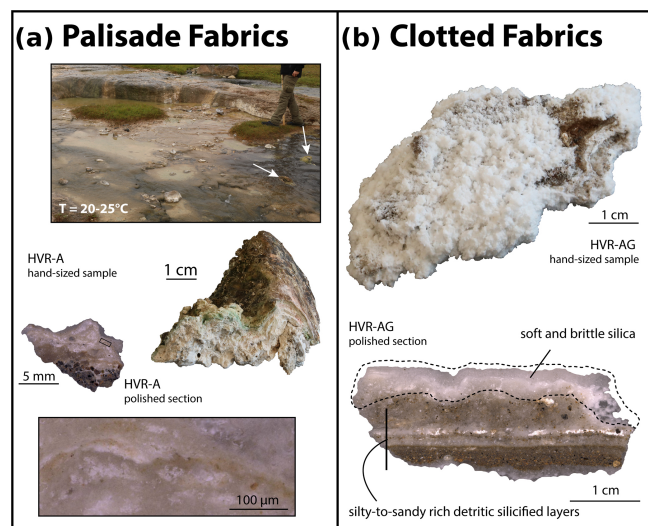 (a) Palisade Fabrics
T = 20-25°C
HVR-A
hand-sized sample
1 cm
5 mm
HVR-A
polished section
100 µm
(b) Clotted Fabrics
1 cm
HVR-AG
hand-sized sample
HVR-AG
polished section
soft and brittle silica
silty-to-sandy rich detritic silicified layers
1 cm